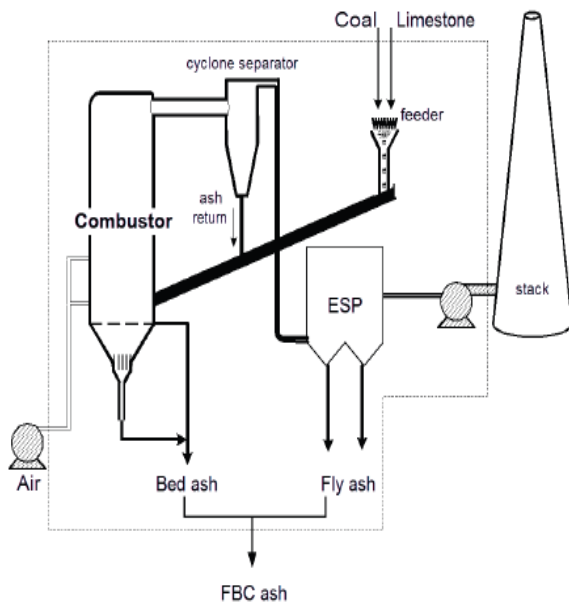 Coal Limestone
cyclone separator
feeder
ash
return
Combustor
ESP
stack
Air
Bed ash
Fly ash
FBC ash